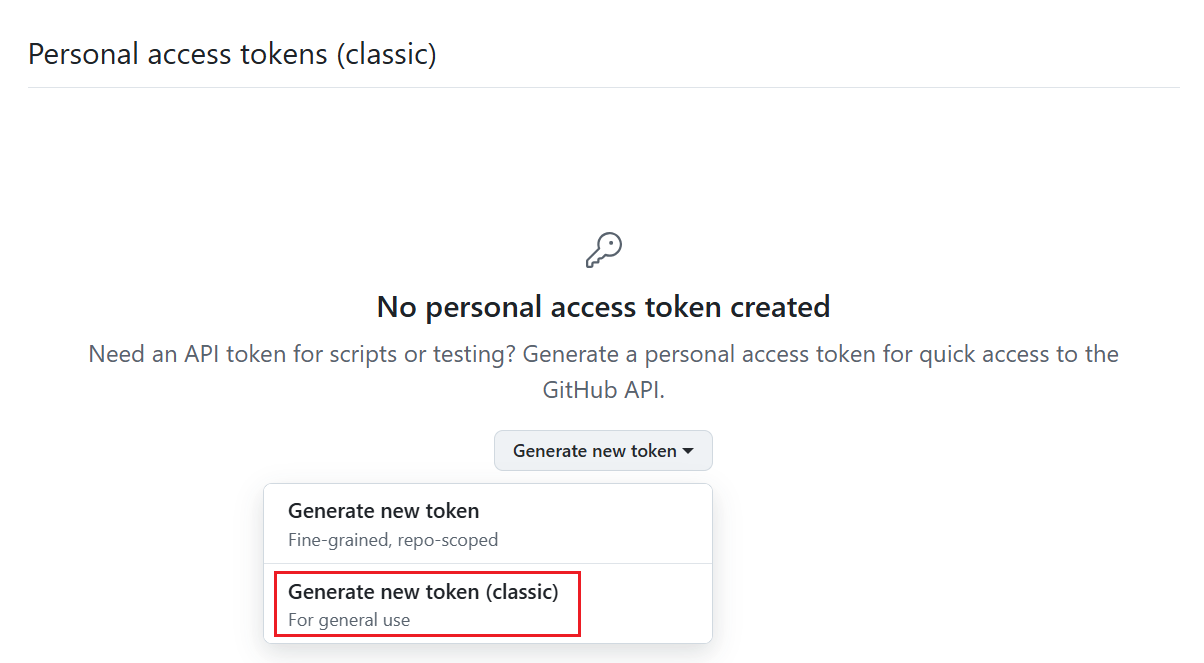 Personal access tokens (classic)
No personal access token created
Need an API token for scripts or testing? Generate a personal access token for quick access to the
GitHub API.
Generate new token
Generate new token
Fine-grained, repo-scoped
Generate new token (classic)
For general use